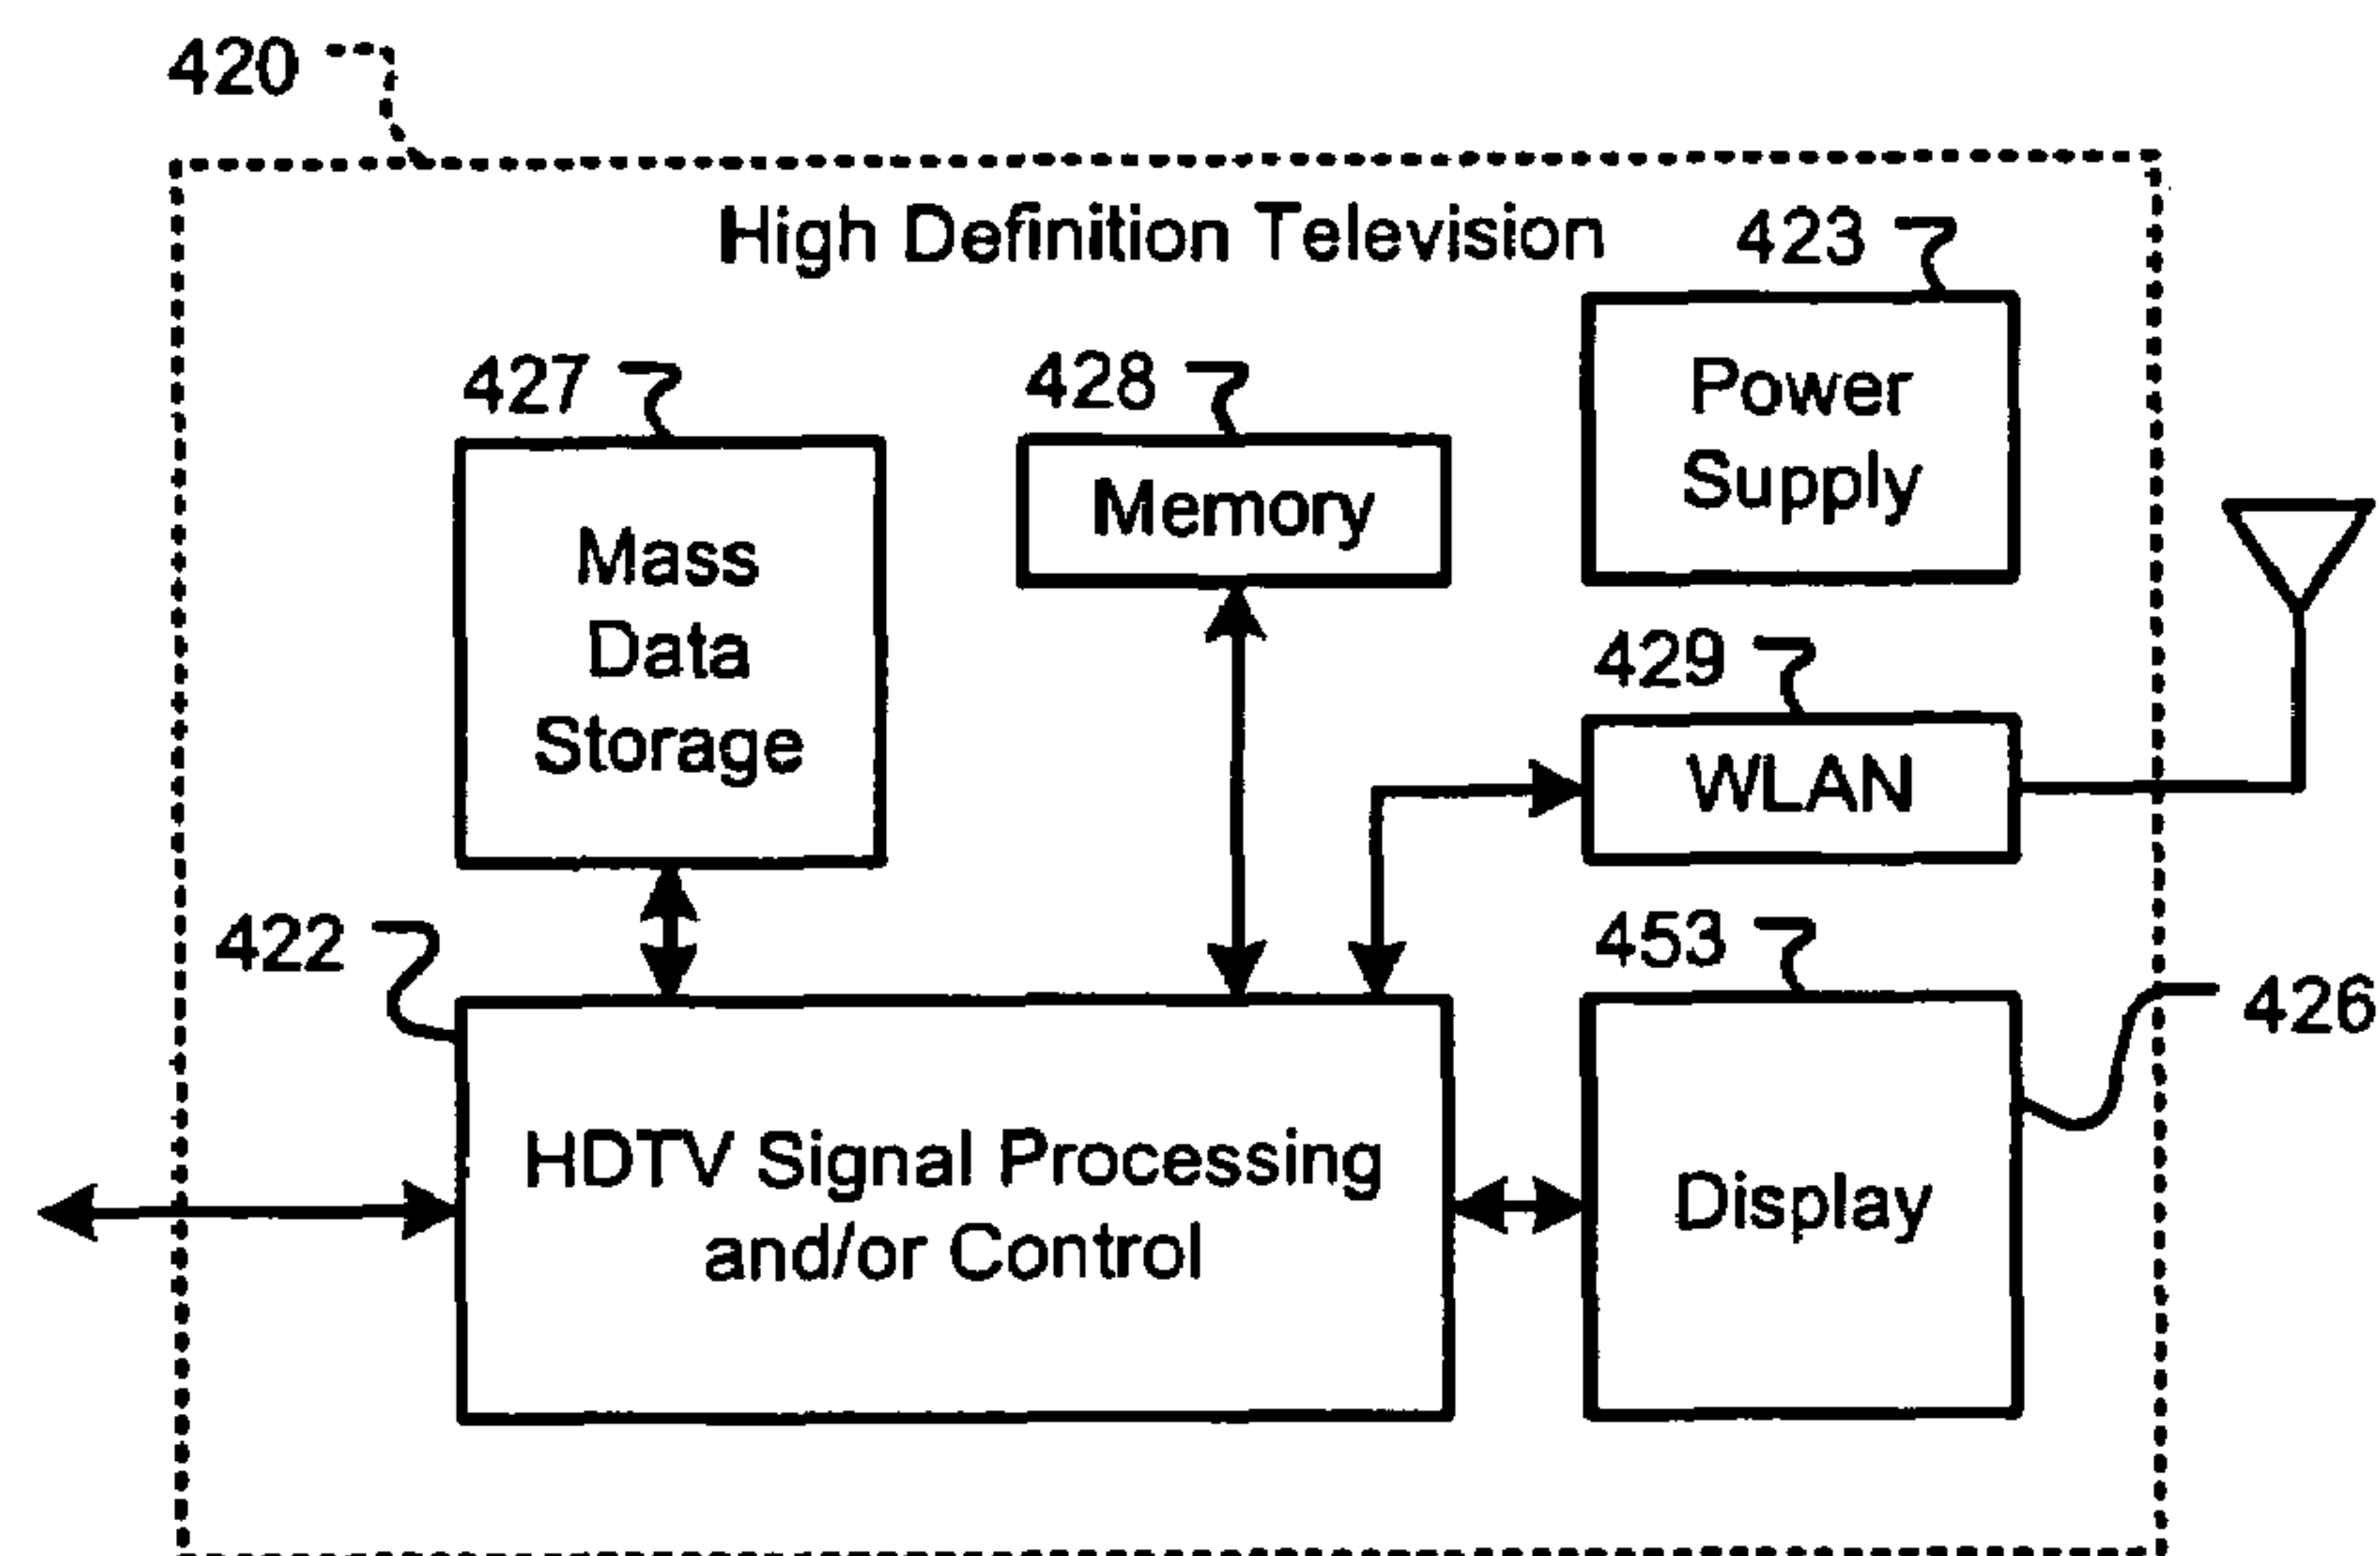 420
High Definition Television
423
Power
Supply
427
428
Mass
Data
Storage
Memory
429
WLAN
422
453
426
HDTV Signal Processing
and/or Control
Display